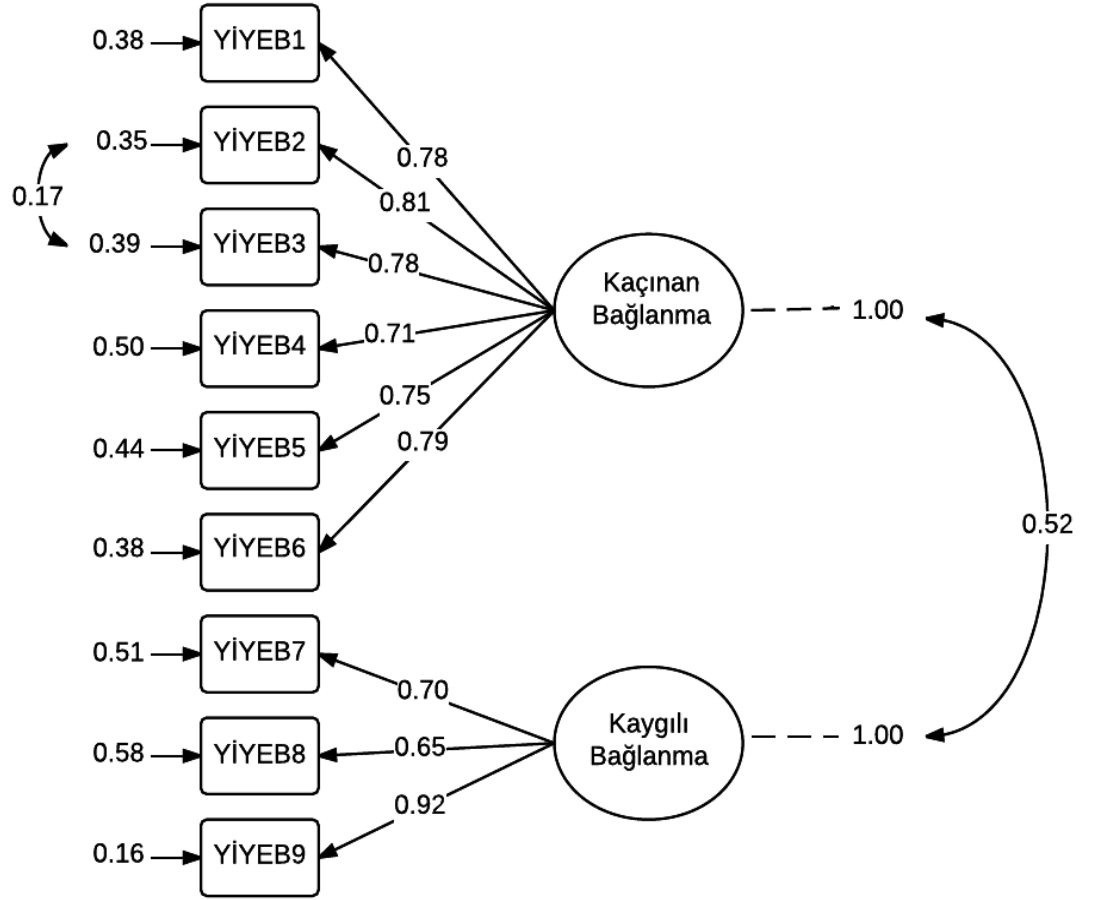 0.38 YİYEB1
0.78
0.35 YİYEB2
0.81
0.17
0.39 YİYEB3
0.78
Kaçınan
Bağlanma
1.00
0.50 YİYEB4
0.71
0.75
0.44 YİYEB5
0.79
0.38 YİYEB6
0.52
0.51 YİYEB7
0.70
Kaygılı
Bağlanma
1.00
0.58 YİYEB8
0.65
0.92
0.16 YİYEB9